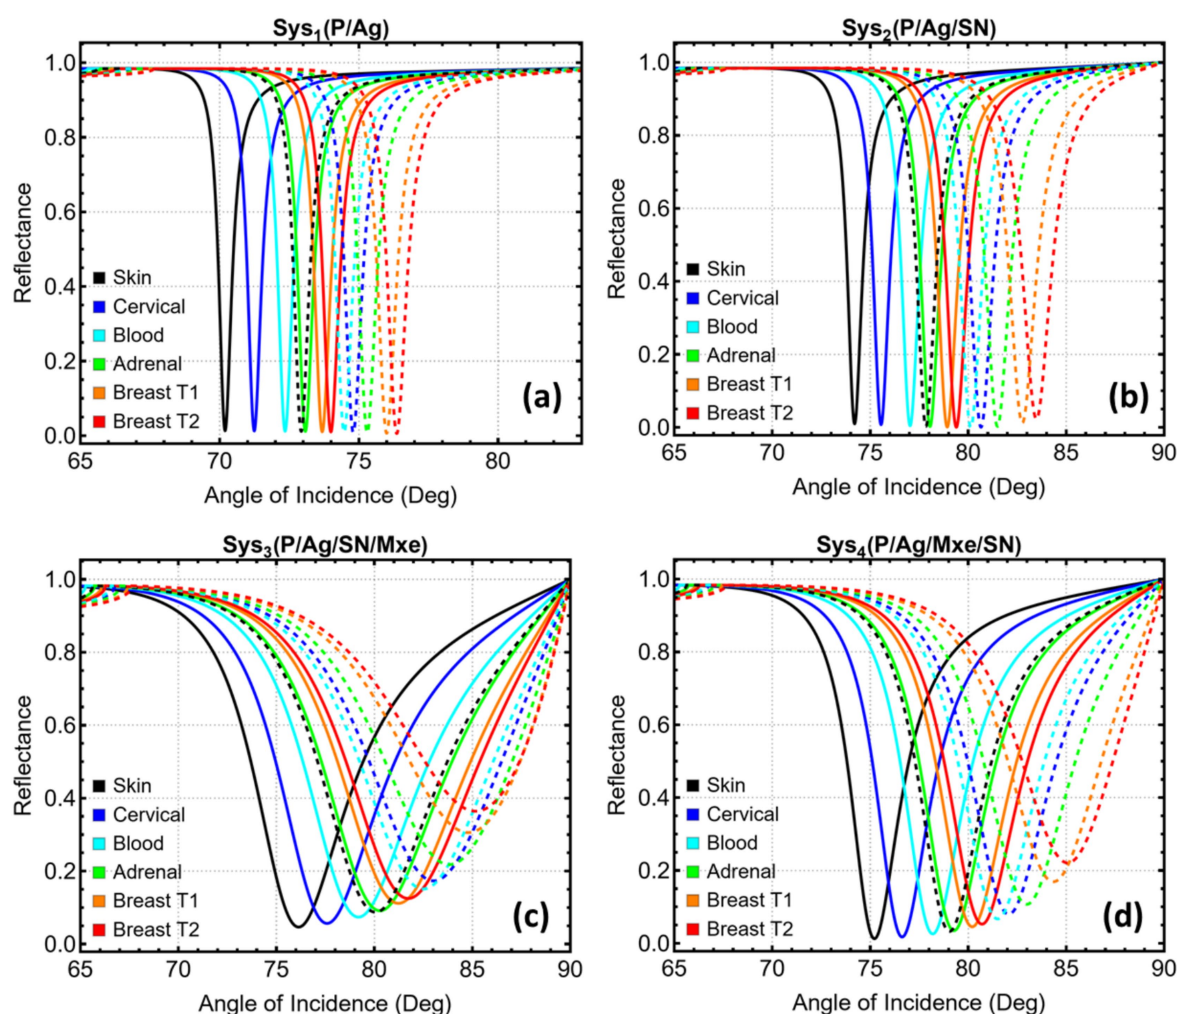 Sys₁(P/Ag)
1.0
0.8
0.6
0.4
0.2
0.0
Reflectance
Skin
Cervical
Blood
Adrenal
Breast T1
Breast T2
(a)
65 70 75 80
Angle of Incidence (Deg)
Sys₂(P/Ag/SN)
1.0
0.8
0.6
0.4
0.2
0.0
Reflectance
Skin
Cervical
Blood
Adrenal
Breast T1
Breast T2
(b)
65 70 75 80 85 90
Angle of Incidence (Deg)
Sys₃(P/Ag/SN/Mxe)
1.0
0.8
0.6
0.4
0.2
0.0
Reflectance
Skin
Cervical
Blood
Adrenal
Breast T1
Breast T2
(c)
65 70 75 80 85 90
Angle of Incidence (Deg)
Sys₄(P/Ag/Mxe/SN)
1.0
0.8
0.6
0.4
0.2
0.0
Reflectance
Skin
Cervical
Blood
Adrenal
Breast T1
Breast T2
(d)
65 70 75 80 85 90
Angle of Incidence (Deg)